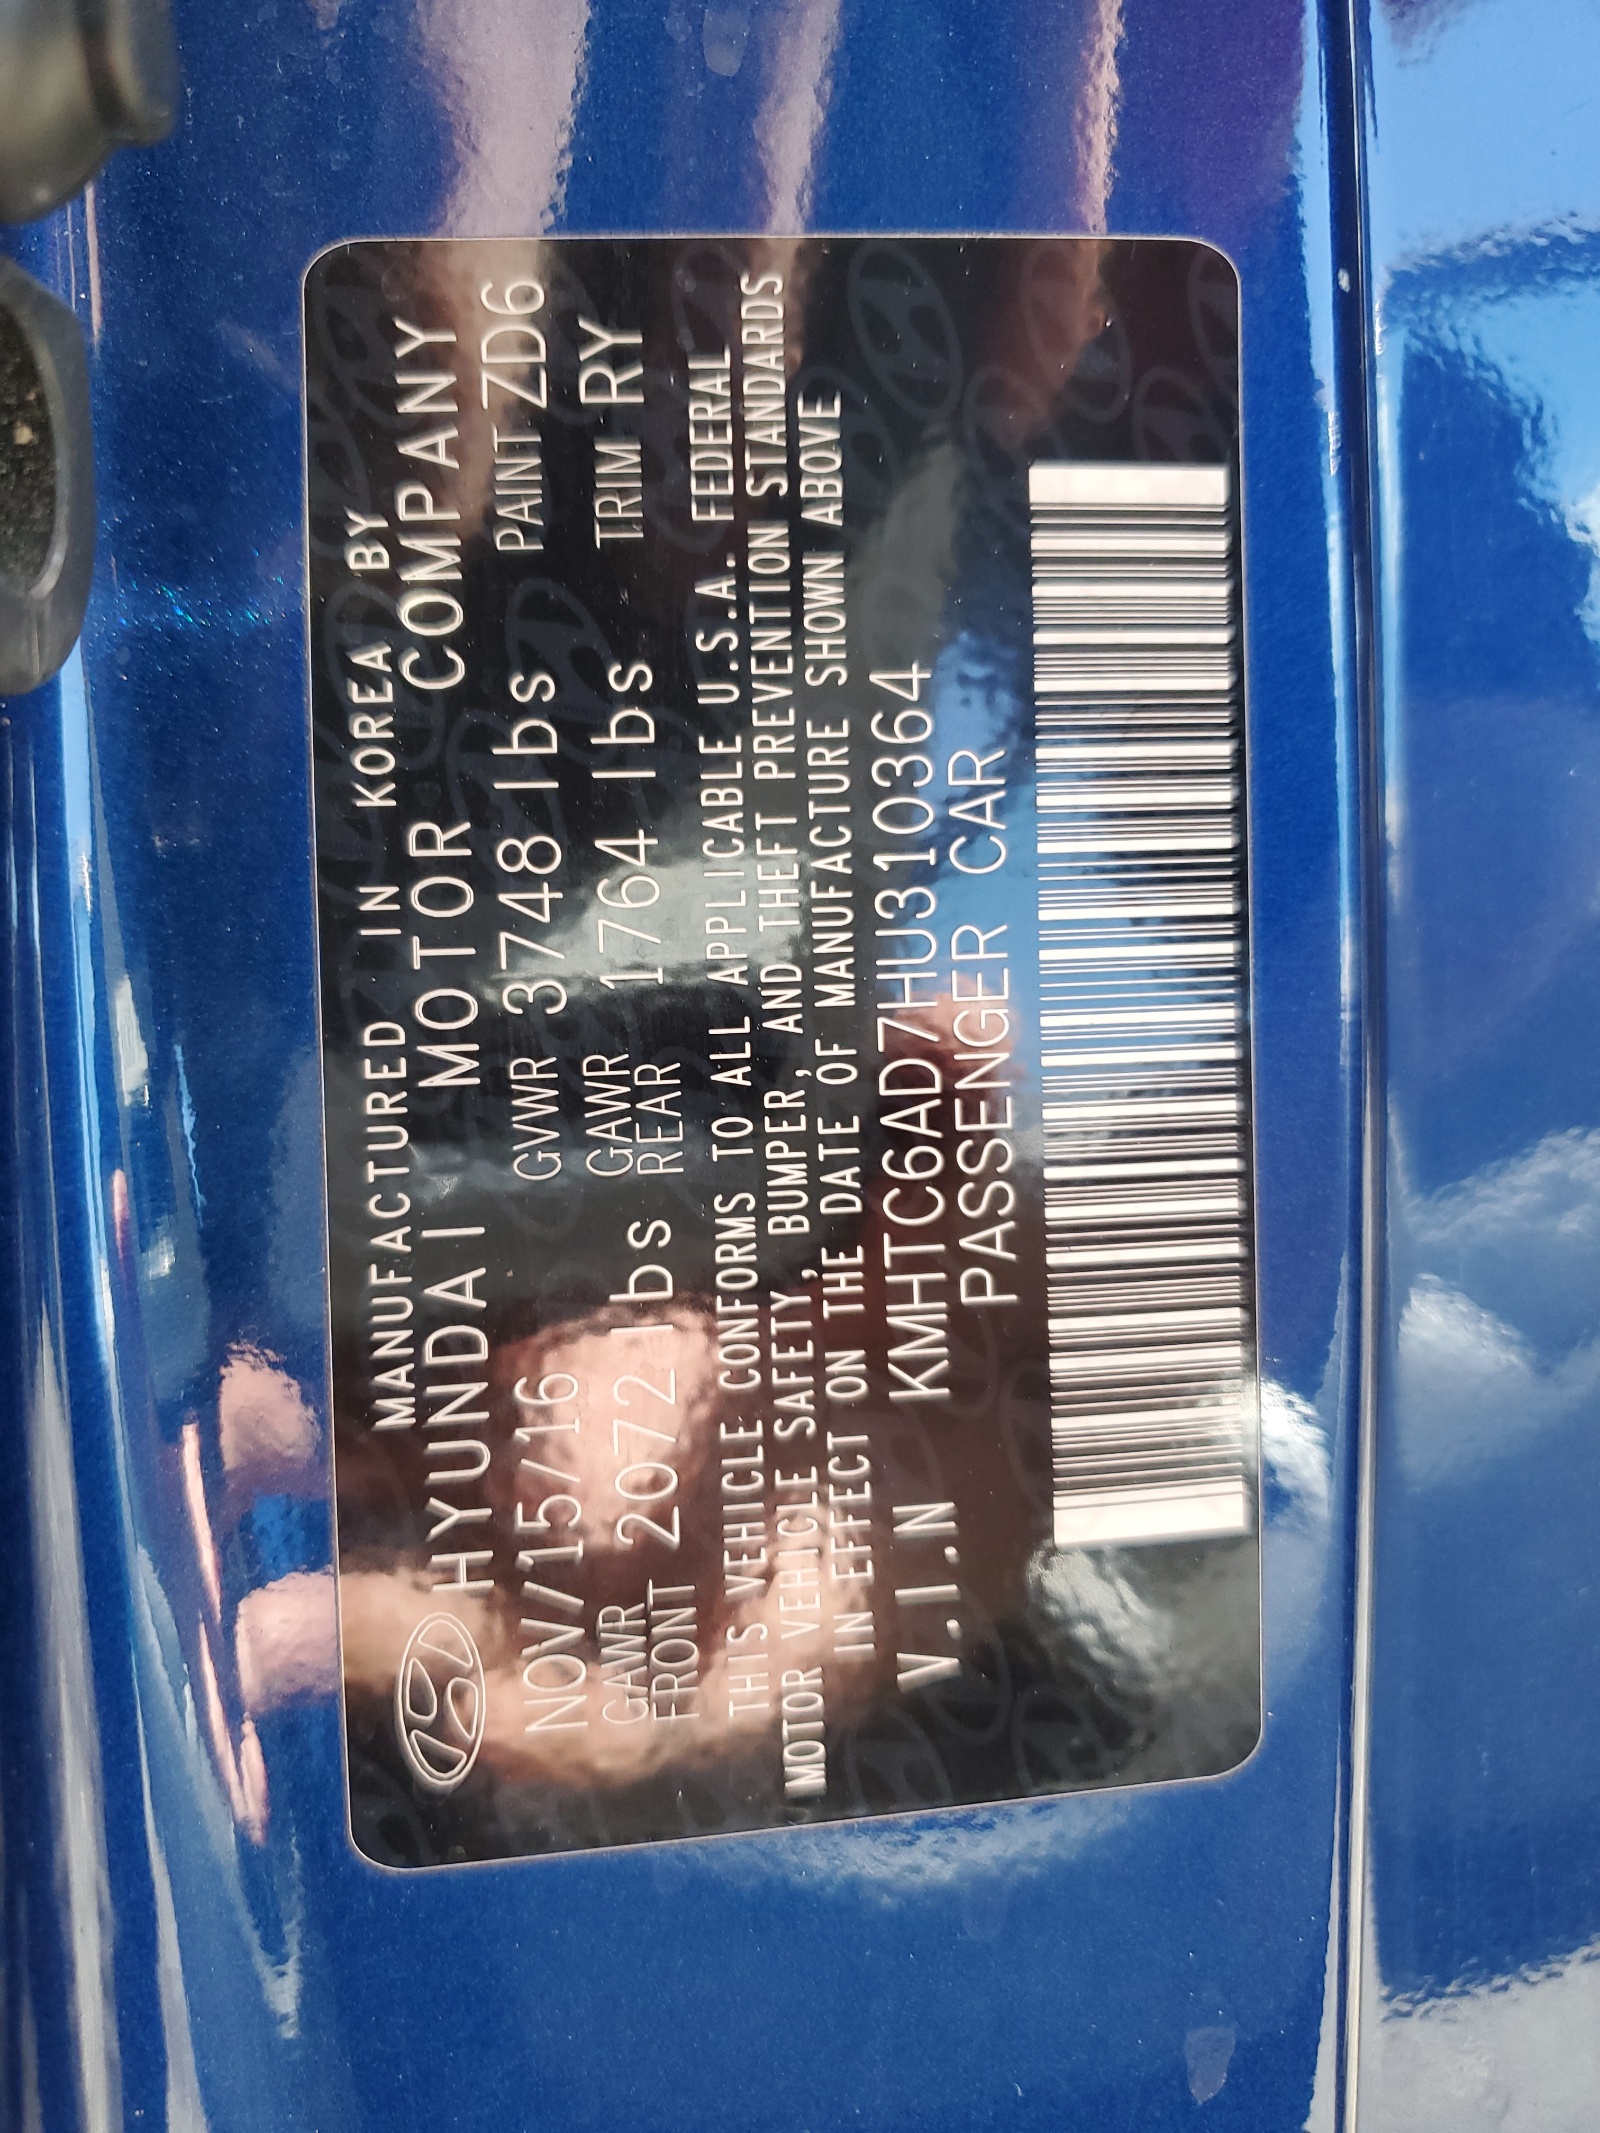 MANUFACTURED IN KOREA BY
HYUNDAI MOTOR COMPANY
NOV/15/16 GVWR 3748 lbs PAINT ZD6
GAWR FRONT 2072 lbs GAWR REAR 1764 lbs TRIM RY
THIS VEHICLE CONFORMS TO ALL APPLICABLE U.S.A. FEDERAL
MOTOR VEHICLE SAFETY, BUMPER, AND THEFT PREVENTION STANDARDS
IN EFFECT ON THE DATE OF MANUFACTURE SHOWN ABOVE
V.I.N KMHTC6AD7HU310364
PASSENGER CAR